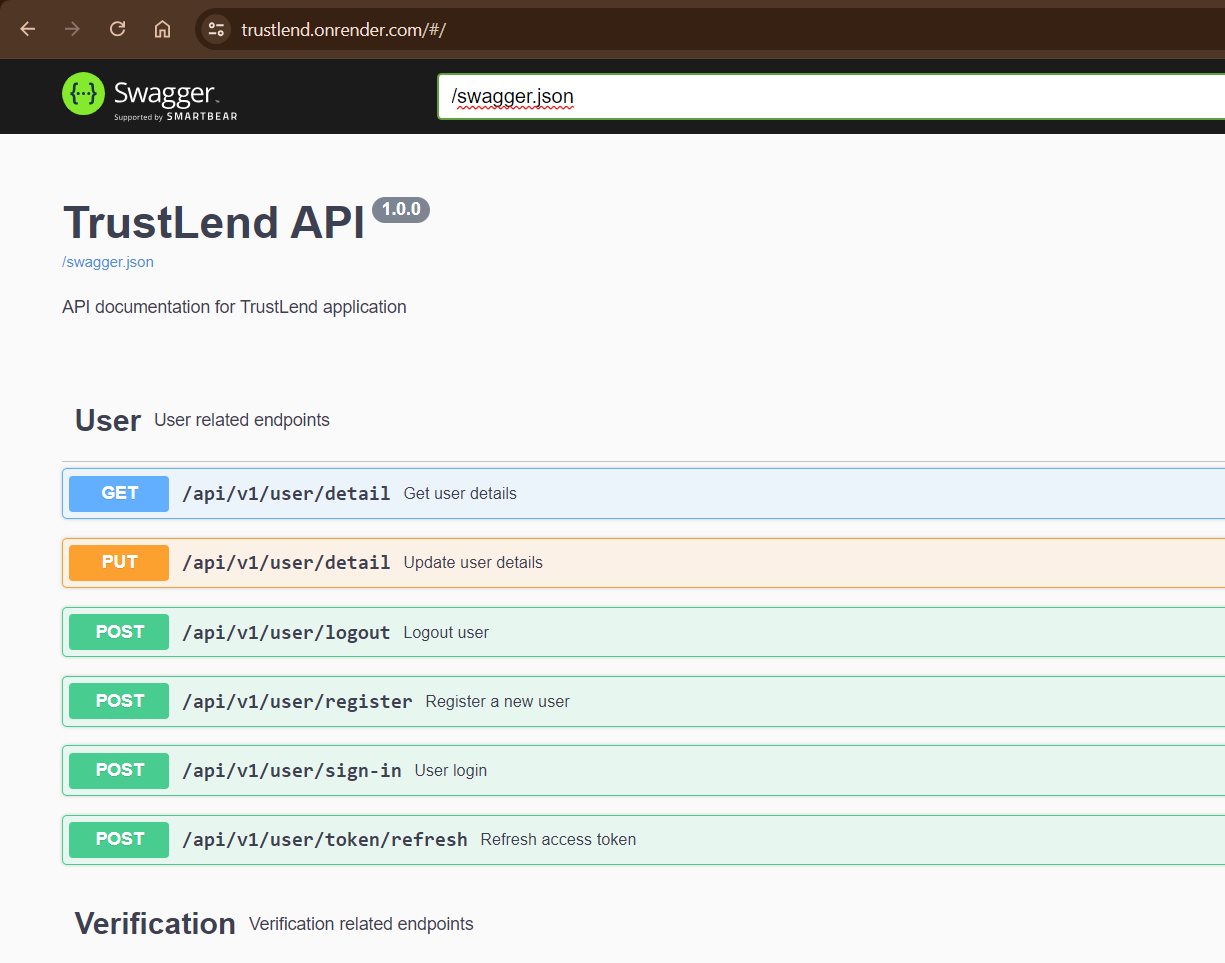 trustlend.onrender.com/#/
{...} Swagger™
Supported by SMARTBEAR
/swagger.json
TrustLend API 1.0.0
/swagger.json
API documentation for TrustLend application
User User related endpoints
GET /api/v1/user/detail Get user details
PUT /api/v1/user/detail Update user details
POST /api/v1/user/logout Logout user
POST /api/v1/user/register Register a new user
POST /api/v1/user/sign-in User login
POST /api/v1/user/token/refresh Refresh access token
Verification Verification related endpoints